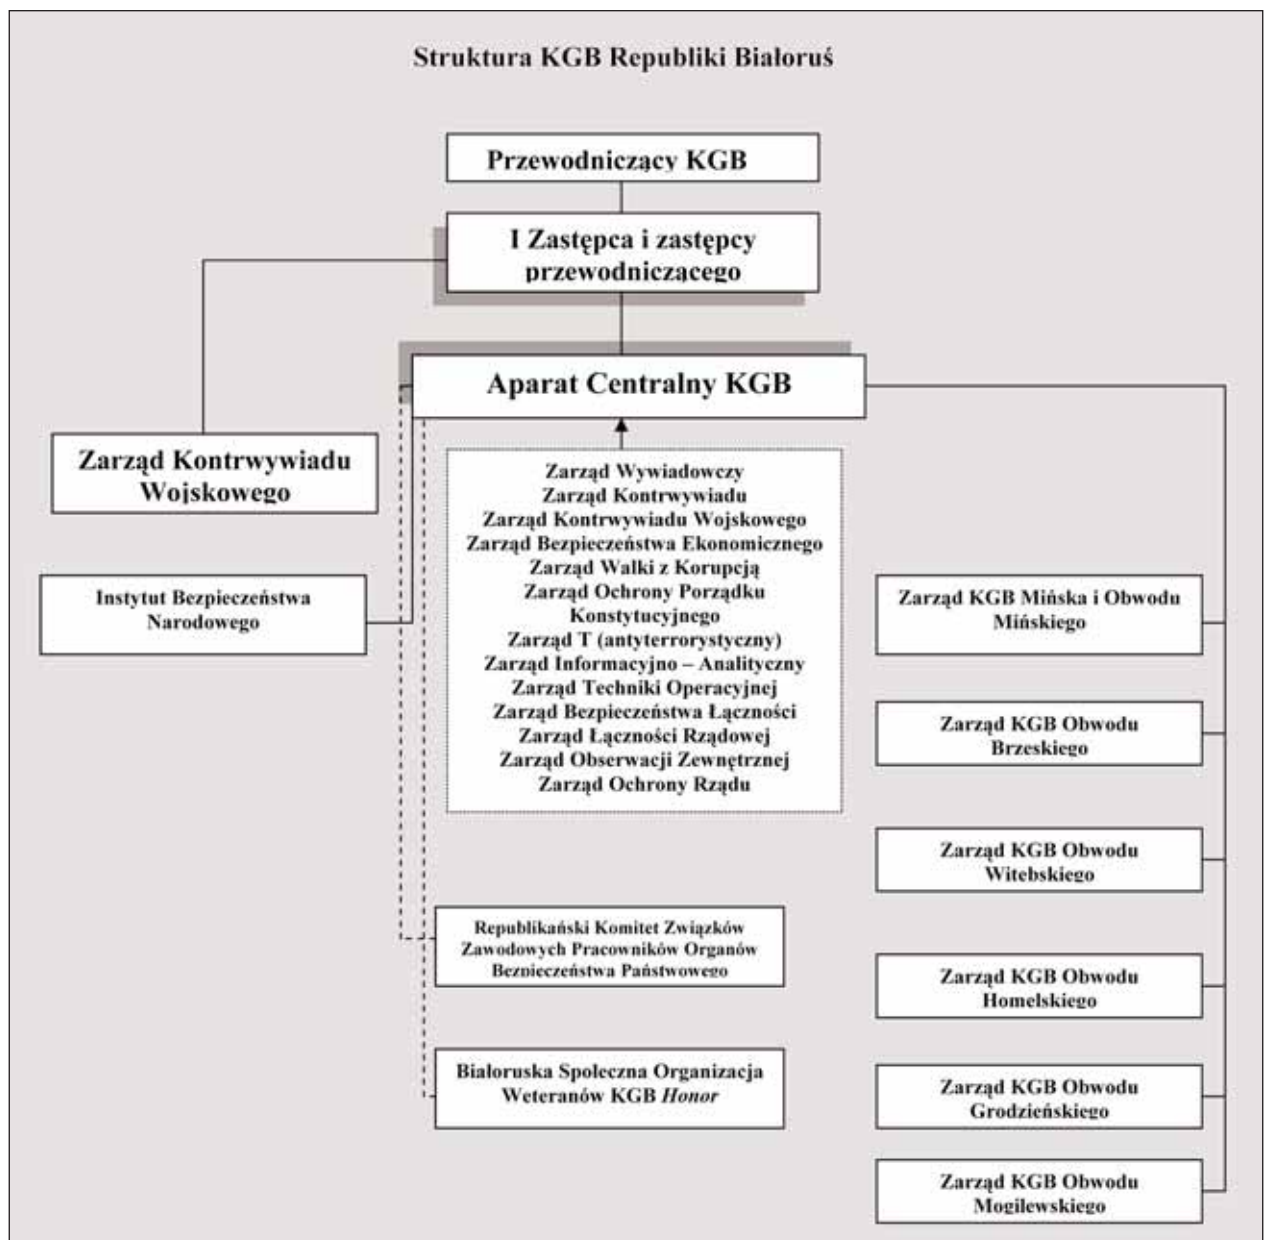 Struktura KGB Republiki Białoruś
Przewodniczący KGB
I Zastępca i zastępcy
przewodniczącego
Aparat Centralny KGB
Zarząd Kontrwywiadu
Wojskowego
Zarząd Wywiadowczy
Zarząd Kontrwywiadu
Zarząd Kontrwywiadu Wojskowego
Zarząd Bezpieczeństwa Ekonomicznego
Zarząd Walki z Korupcją
Zarząd Ochrony Porządku
Konstytucyjnego
Zarząd T (antyterrorystyczny)
Zarząd Informacyjno – Analityczny
Zarząd Techniki Operacyjnej
Zarząd Bezpieczeństwa Łączności
Zarząd Łączności Rządowej
Zarząd Obserwacji Zewnętrznej
Zarząd Ochrony Rządu
Instytut Bezpieczeństwa
Narodowego
Zarząd KGB Mińska i Obwodu
Mińskiego
Zarząd KGB Obwodu
Brzeskiego
Zarząd KGB Obwodu
Witebskiego
Zarząd KGB Obwodu
Homelskiego
Zarząd KGB Obwodu
Grodzieńskiego
Zarząd KGB Obwodu
Mogilewskiego
Republikański Komitet Związków
Zawodowych Pracowników Organów
Bezpieczeństwa Państwowego
Białoruska Społeczna Organizacja
Weteranów KGB Honor